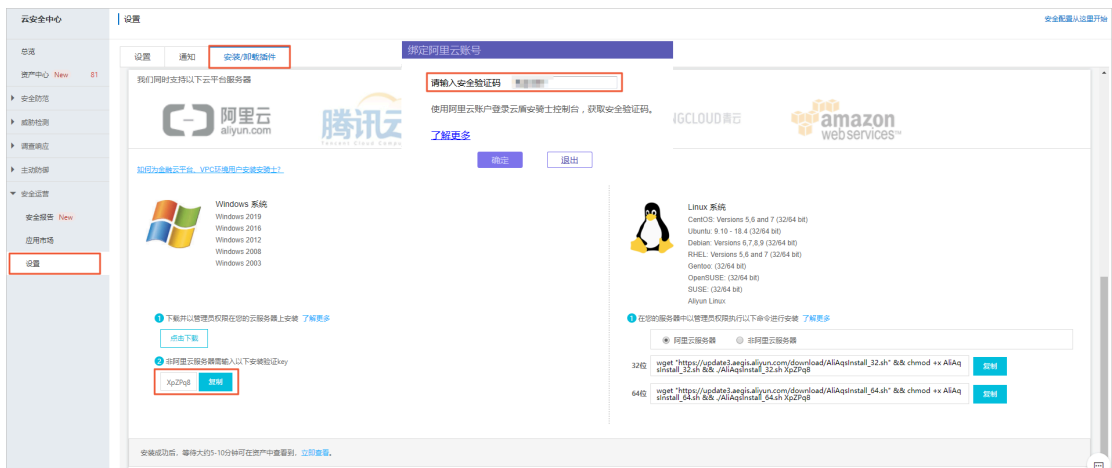 云安全中心
设置
安全配置从这里开始
总览
资产中心 New 81
安全防范
威胁检测
调查响应
主动防御
安全运营
安全报告 New
应用市场
设置
设置 通知 安装/卸载插件
我们同时支持以下云平台服务器
阿里云
aliyun.com
腾讯云
Tencent Cloud
NGCLOUD青云
amazon
webservices™
绑定阿里云账号
请输入安全验证码
使用阿里云账户登录云盾安骑士控制台，获取安全验证码。
了解更多
确定 退出
如何为金融云平台、VPC环境用户安装安骑士？
Windows 系统
Windows 2019
Windows 2016
Windows 2012
Windows 2008
Windows 2003
1 下载并以管理员权限在您的云服务器上安装 了解更多
点击下载
2 非阿里云服务器需输入以下安装验证key
XpZPq8 复制
Linux 系统
CentOS: Versions 5,6 and 7 (32/64 bit)
Ubuntu: 9.10 - 18.4 (32/64 bit)
Debian: Versions 6,7,8,9 (32/64 bit)
RHEL: Versions 5,6 and 7 (32/64 bit)
Gentoo: (32/64 bit)
OpenSUSE: (32/64 bit)
SUSE: (32/64 bit)
Aliyun Linux
1 在您的服务器中以管理员权限执行以下命令进行安装 了解更多
阿里云服务器 非阿里云服务器
32位 wget "https://update3.aegis.aliyun.com/download/AliAqsInstall_32.sh" && chmod +x AliAq
sInstall_32.sh && ./AliAqsInstall_32.sh XpZPq8 复制
64位 wget "https://update3.aegis.aliyun.com/download/AliAqsInstall_64.sh" && chmod +x AliAq
sInstall_64.sh && ./AliAqsInstall_64.sh XpZPq8 复制
安装成功后，等待大约5-10分钟可在资产中查看到，立即查看。